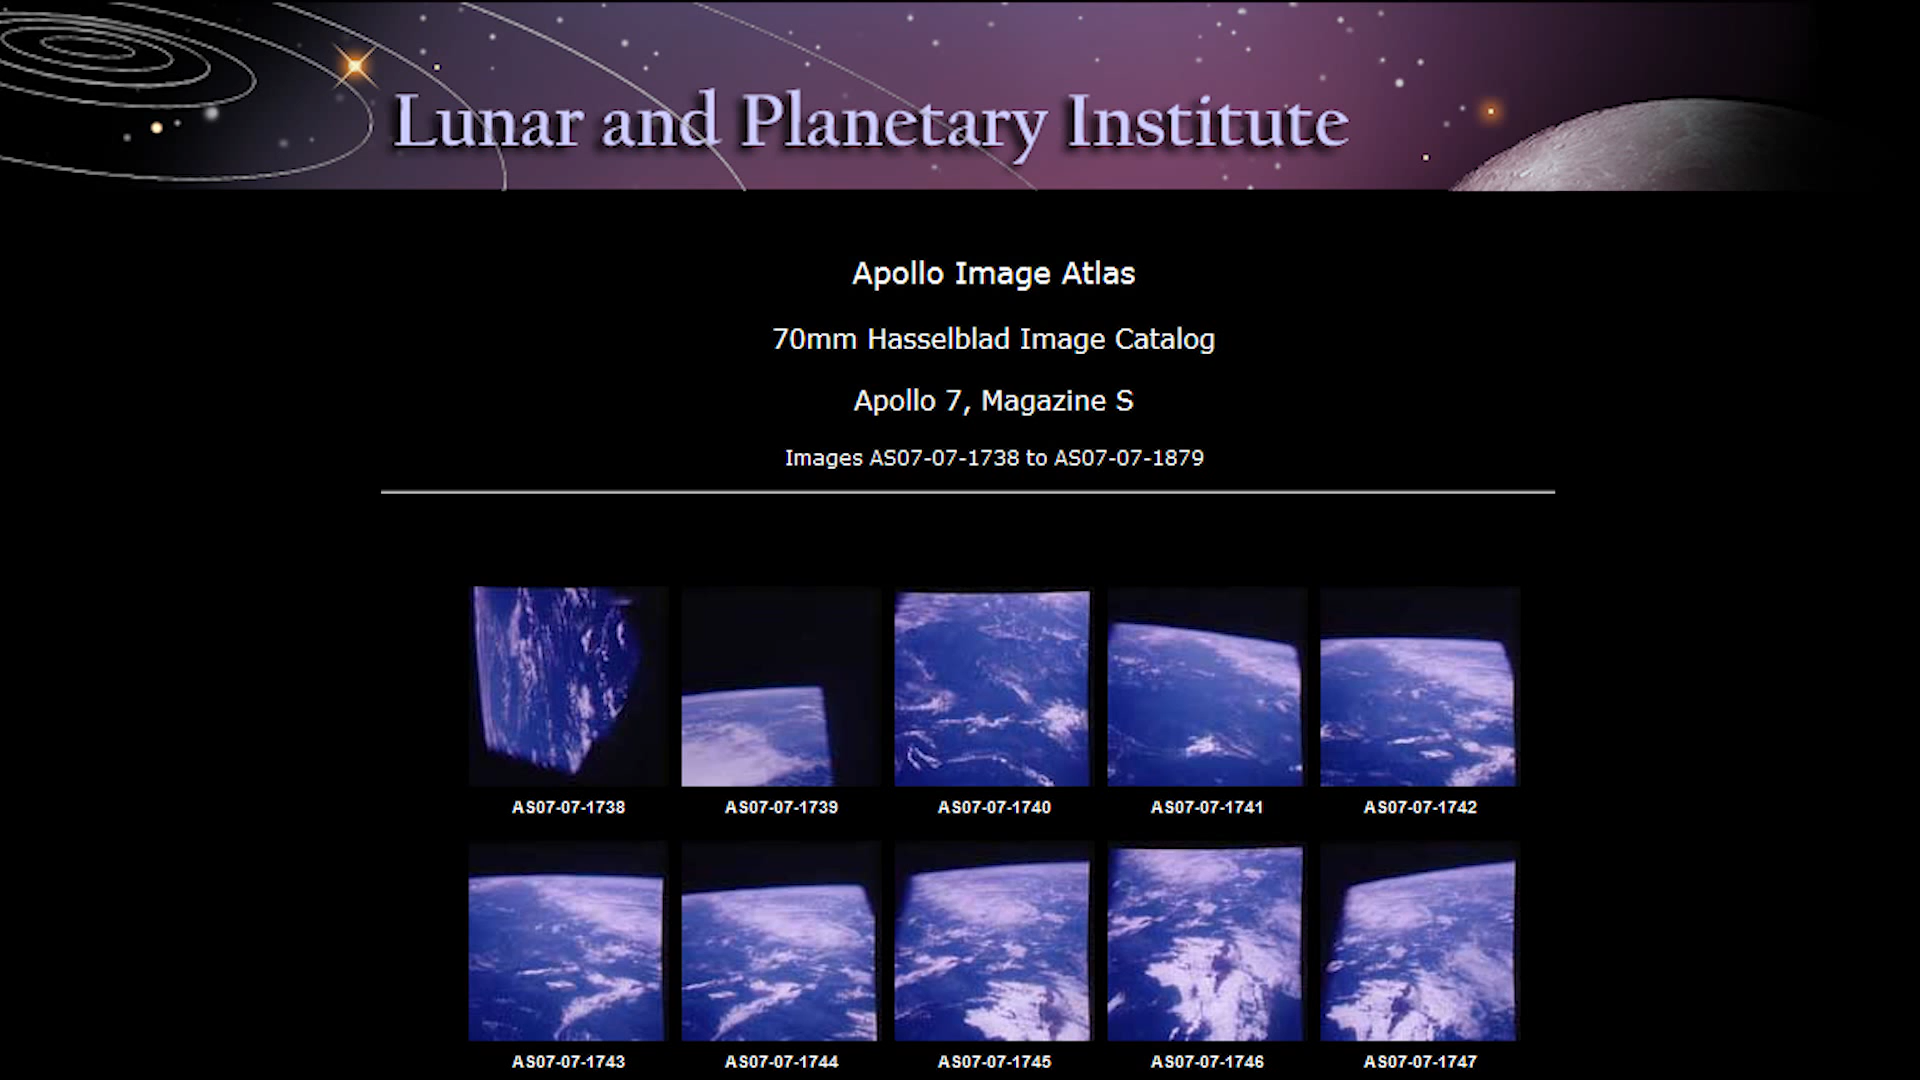 Lunar and Planetary Institute
Apollo Image Atlas
70mm Hasselblad Image Catalog
Apollo 7, Magazine S
Images AS07-07-1738 to AS07-07-1879
AS07-07-1738 AS07-07-1739 AS07-07-1740 AS07-07-1741 AS07-07-1742
AS07-07-1743 AS07-07-1744 AS07-07-1745 AS07-07-1746 AS07-07-1747